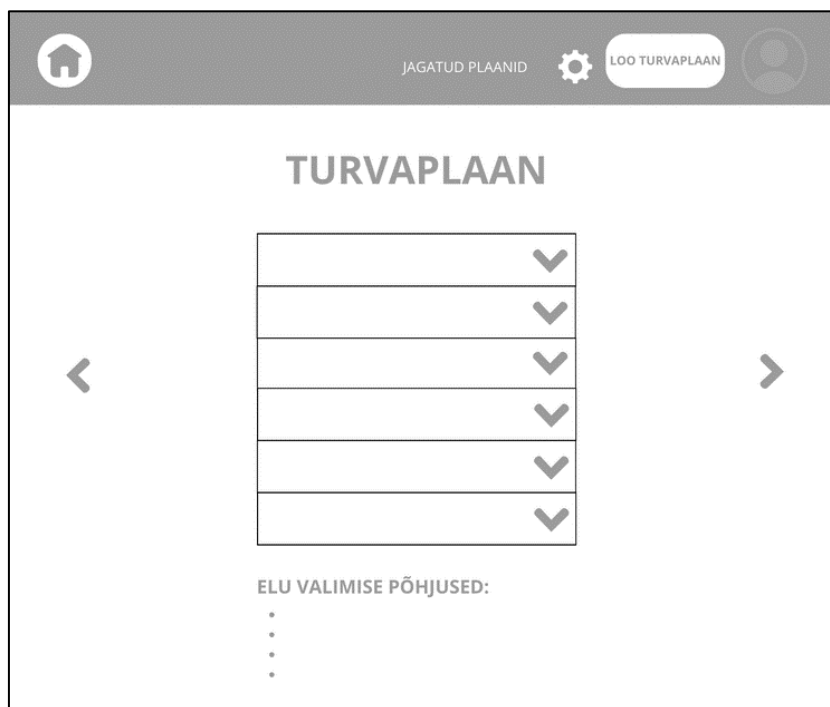 JAGATUD PLAANID
LOO TURVAPLAAN
TURVAPLAAN
ELU VALIMISE PÕHJUSED: